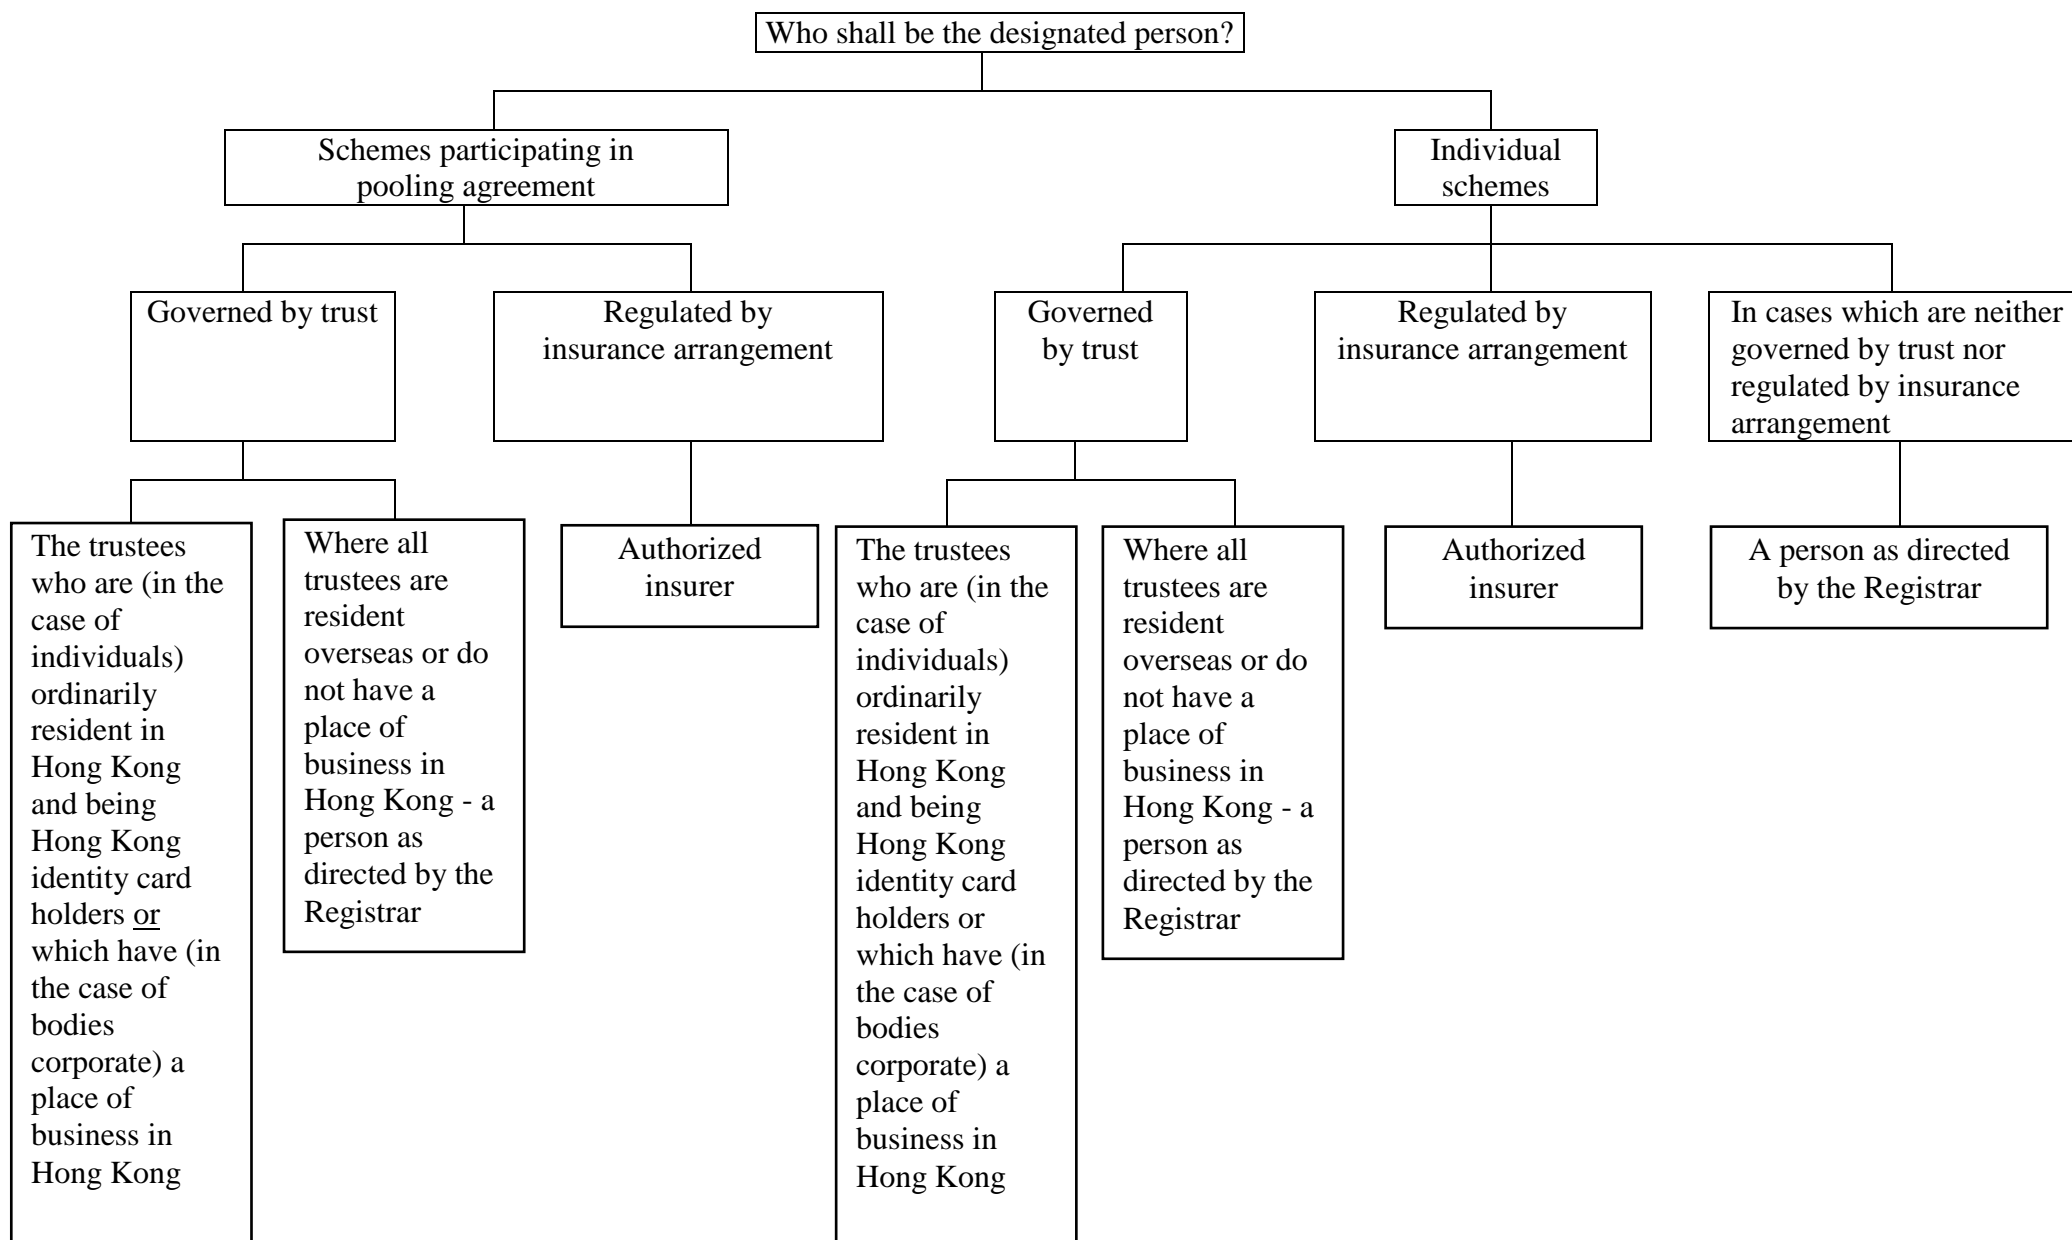 Who shall be the designated person?
Schemes participating in
pooling agreement
Individual
schemes
Governed by trust
Regulated by
insurance arrangement
Governed
by trust
Regulated by
insurance arrangement
In cases which are neither
governed by trust nor
regulated by insurance
arrangement
The trustees
who are (in the
case of
individuals)
ordinarily
resident in
Hong Kong
and being
Hong Kong
identity card
holders or
which have (in
the case of
bodies
corporate) a
place of
business in
Hong Kong
Where all
trustees are
resident
overseas or do
not have a
place of
business in
Hong Kong - a
person as
directed by the
Registrar
Authorized
insurer
The trustees
who are (in the
case of
individuals)
ordinarily
resident in
Hong Kong
and being
Hong Kong
identity card
holders or
which have (in
the case of
bodies
corporate) a
place of
business in
Hong Kong
Where all
trustees are
resident
overseas or do
not have a
place of
business in
Hong Kong - a
person as
directed by the
Registrar
Authorized
insurer
A person as directed
by the Registrar